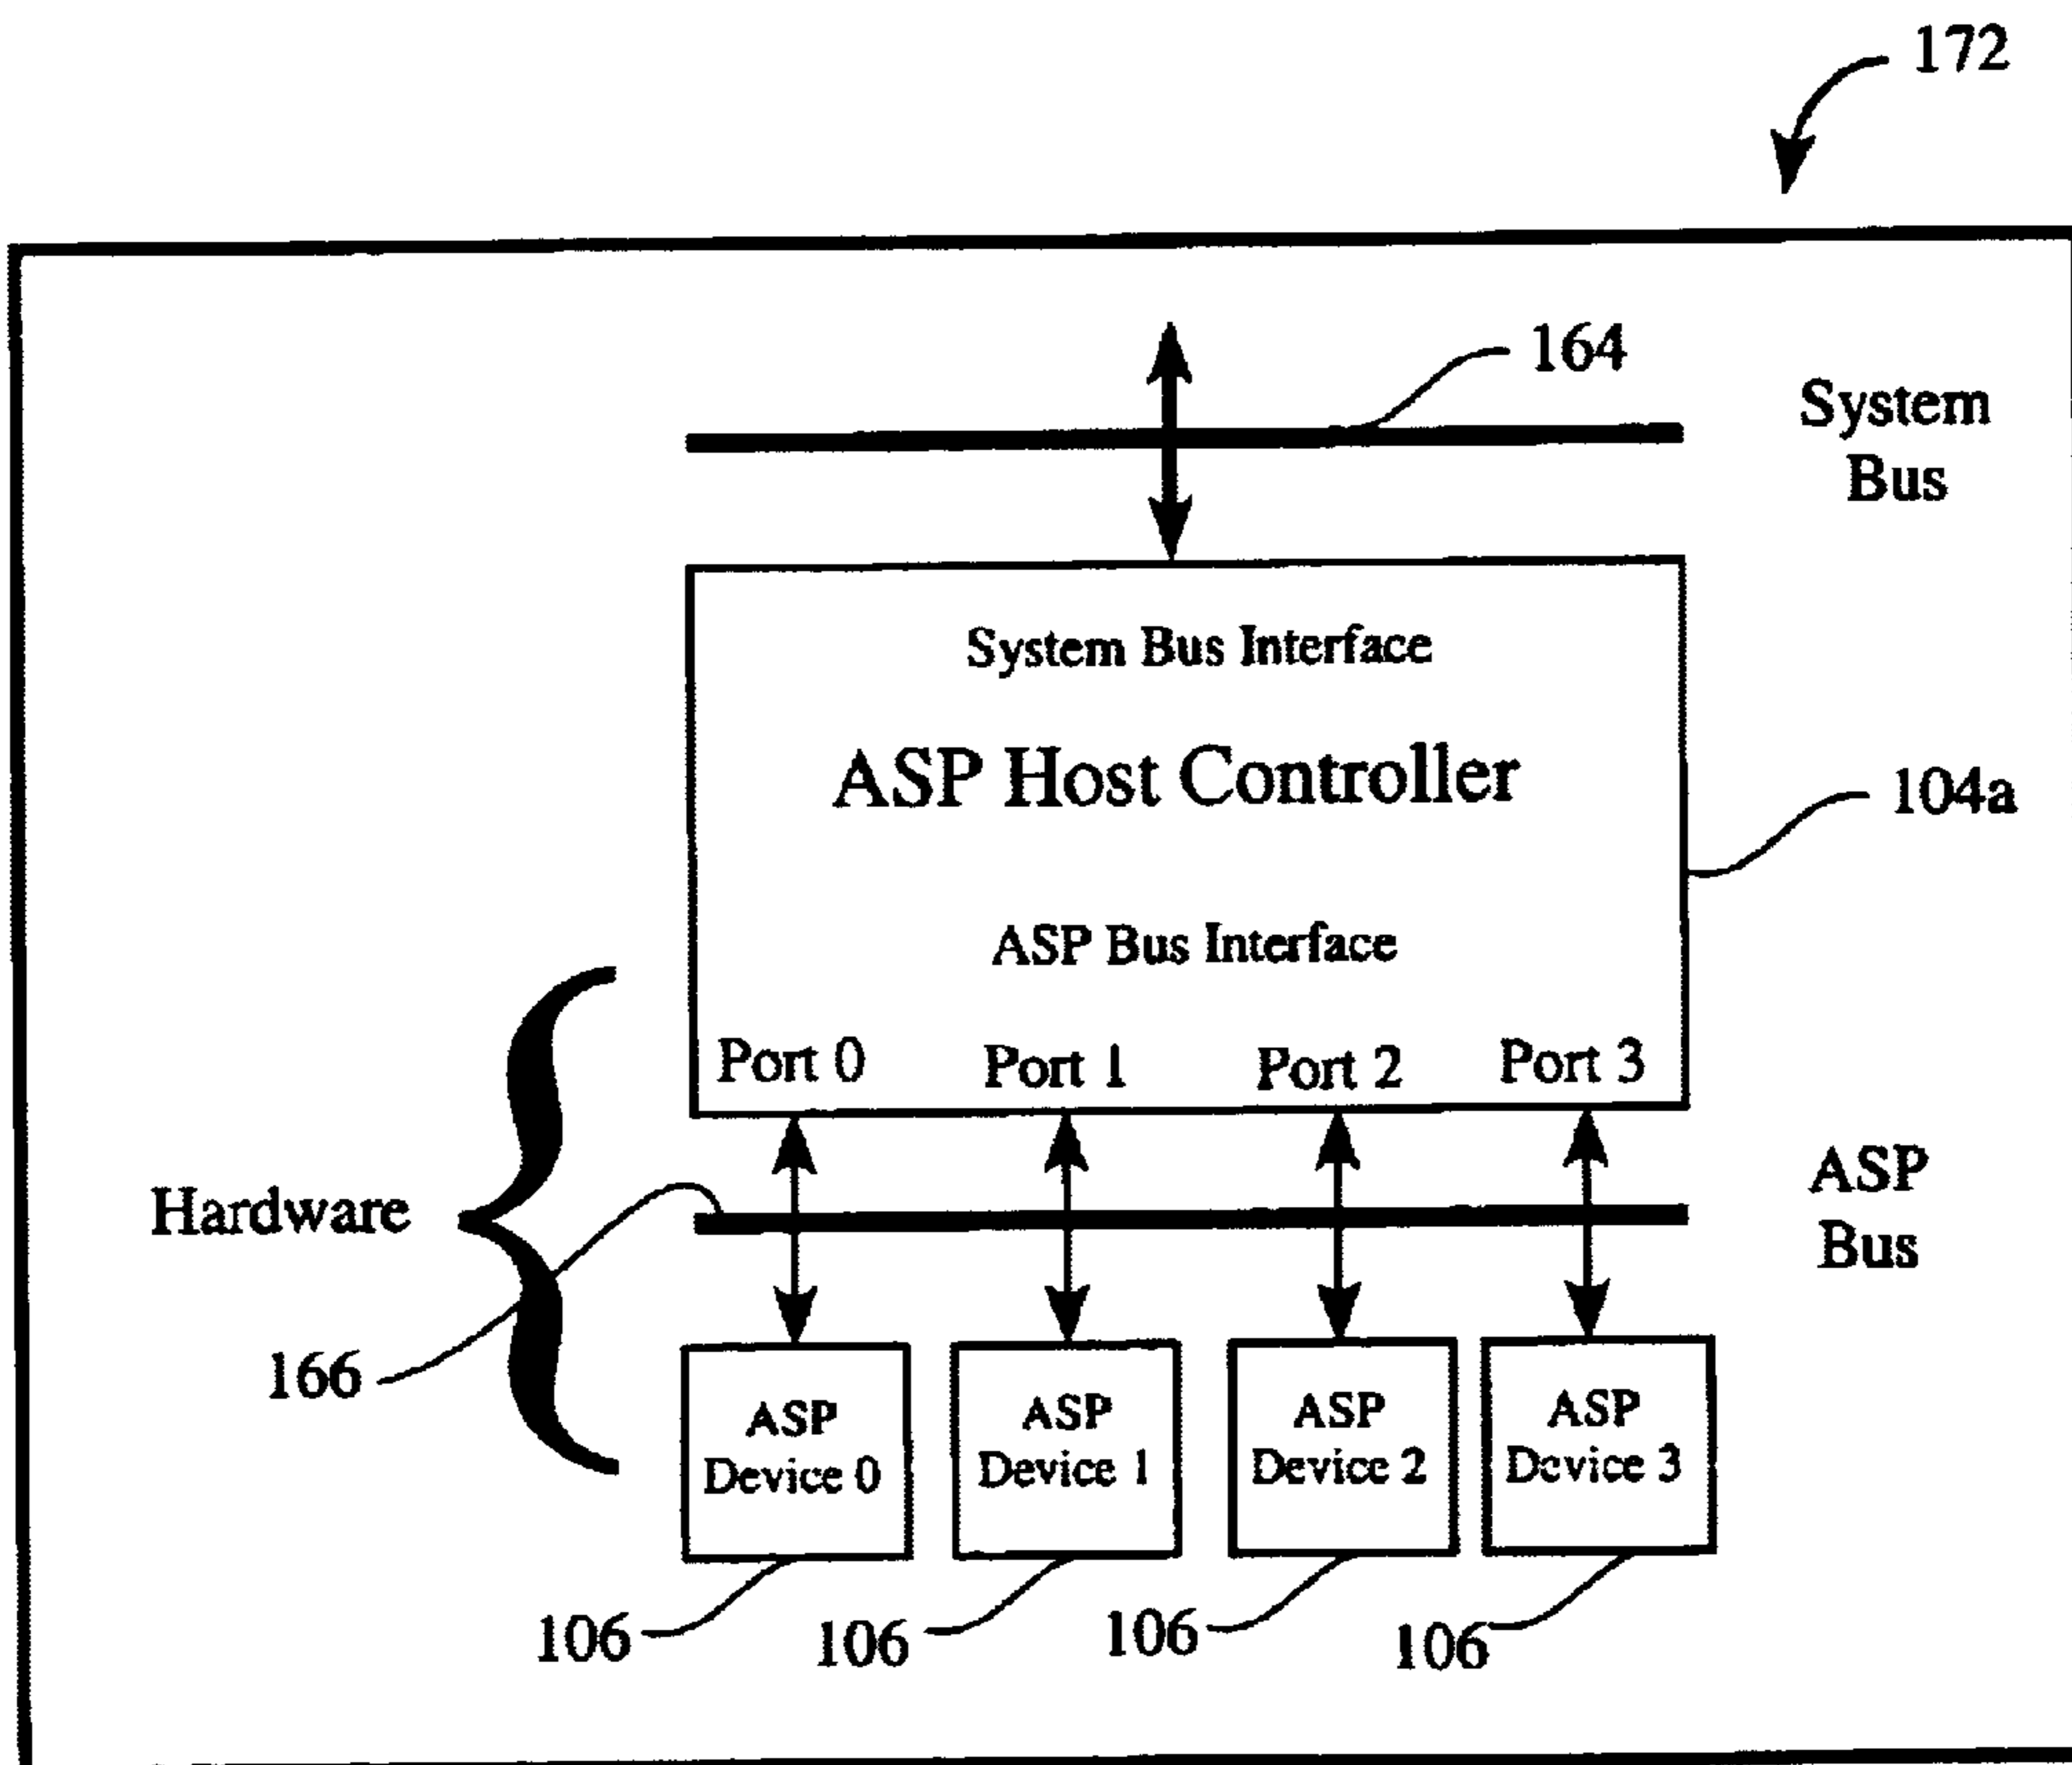 172
164
System
Bus
System Bus Interface
ASP Host Controller
104a
ASP Bus Interface
Port 0 Port 1 Port 2 Port 3
Hardware
ASP
Bus
166
ASP
Device 0
ASP
Device 1
ASP
Device 2
ASP
Device 3
106 106 106 106